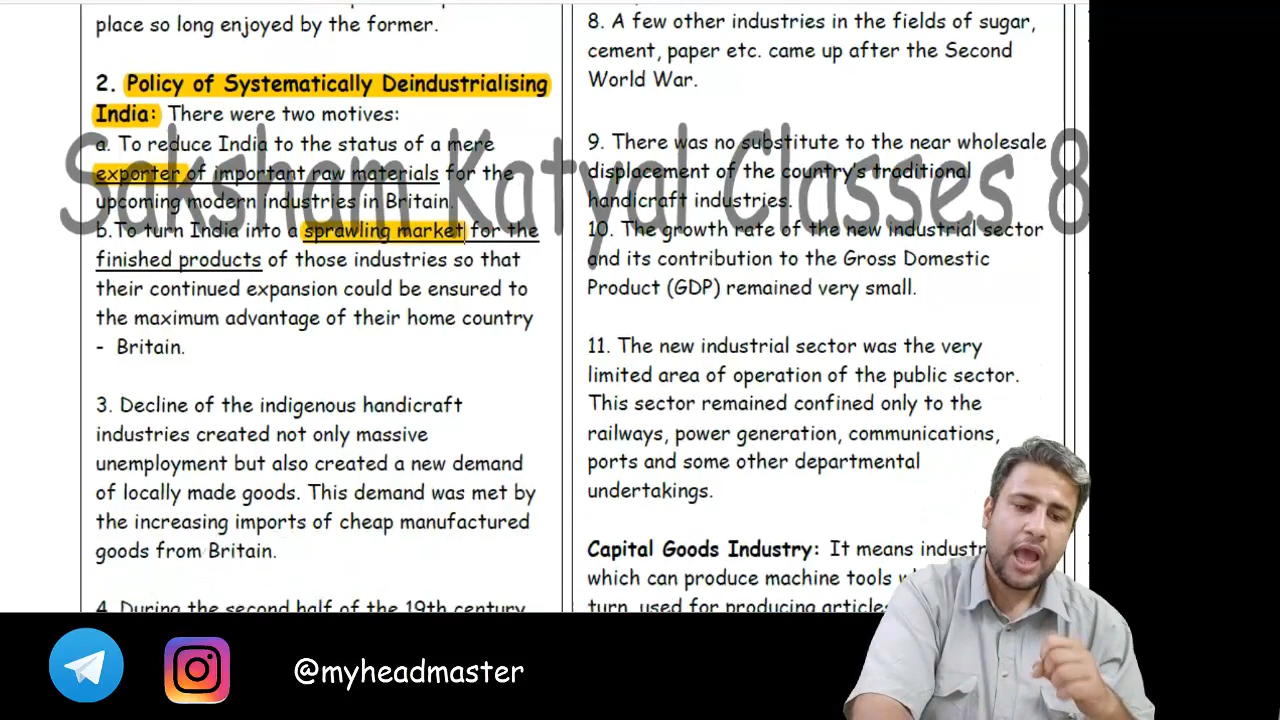 place so long enjoyed by the former.
2. Policy of Systematically Deindustrialising
India: There were two motives:
a. To reduce India to the status of a mere
exporter of important raw materials for the
upcoming modern industries in Britain.
b.To turn India into a sprawling market for the
finished products of those industries so that
their continued expansion could be ensured to
the maximum advantage of their home country
- Britain.
3. Decline of the indigenous handicraft
industries created not only massive
unemployment but also created a new demand
of locally made goods. This demand was met by
the increasing imports of cheap manufactured
goods from Britain.
4. During the second half of the 19th century,
8. A few other industries in the fields of sugar,
cement, paper etc. came up after the Second
World War.
9. There was no substitute to the near wholesale
displacement of the country's traditional
handicraft industries.
10. The growth rate of the new industrial sector
and its contribution to the Gross Domestic
Product (GDP) remained very small.
11. The new industrial sector was the very
limited area of operation of the public sector.
This sector remained confined only to the
railways, power generation, communications,
ports and some other departmental
undertakings.
Capital Goods Industry: It means
which can produce machine tools
turn, used for producing articles
Saksham Katyal Classes 8
@myheadmaster